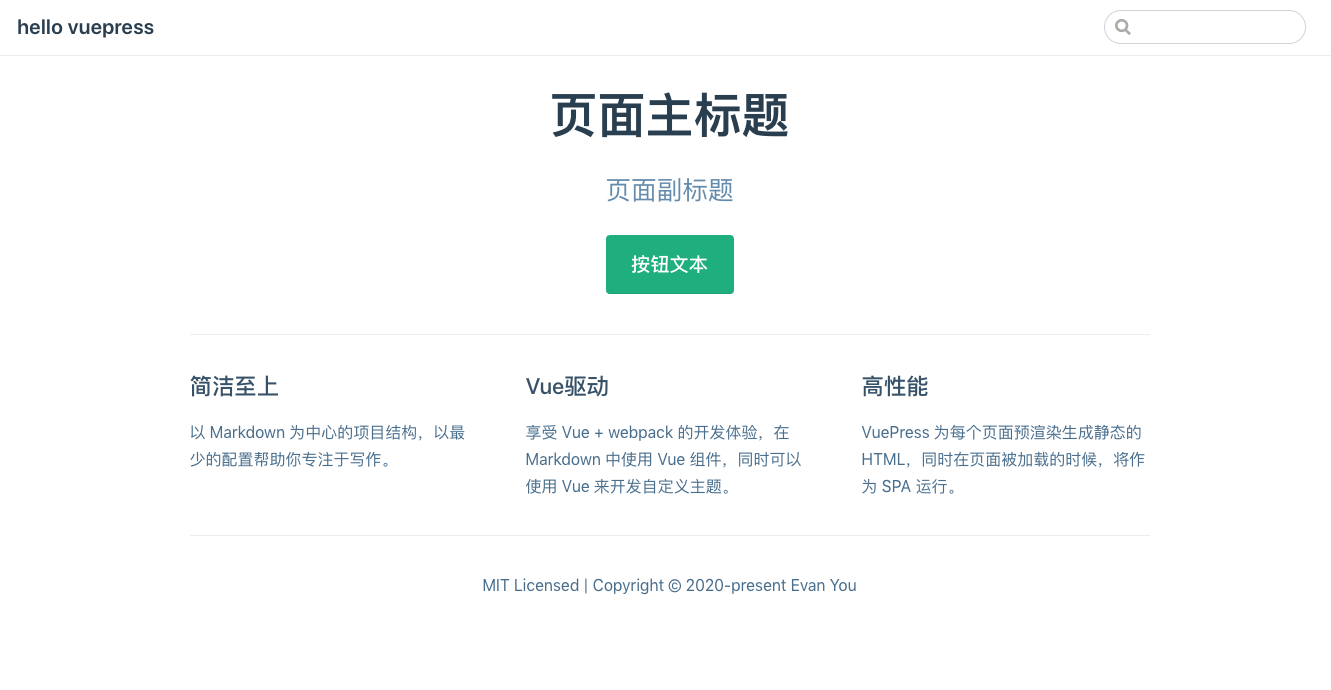 hello vuepress
页面主标题
页面副标题
按钮文本
简洁至上
以 Markdown 为中心的项目结构，以最
少的配置帮助你专注于写作。
Vue驱动
享受 Vue + webpack 的开发体验，在
Markdown 中使用 Vue 组件，同时可以
使用 Vue 来开发自定义主题。
高性能
VuePress 为每个页面预渲染生成静态的
HTML，同时在页面被加载的时候，将作
为 SPA 运行。
MIT Licensed | Copyright © 2020-present Evan You